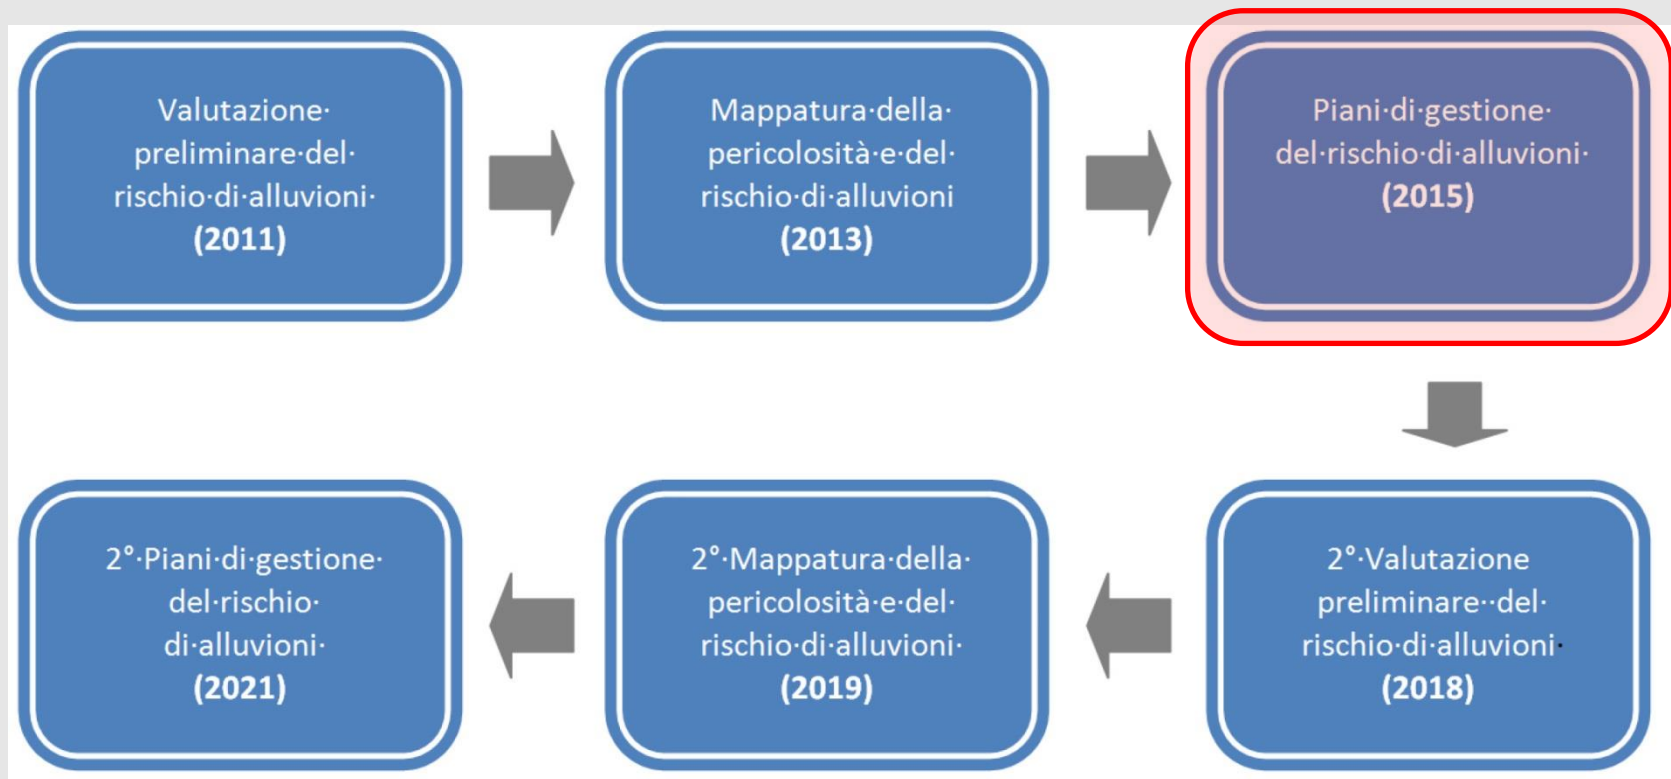 Valutazione·
preliminare·del·
rischio·di·alluvioni·
(2011)
Mappatura·della·
pericolosità·e·del·
rischio·di·alluvioni
(2013)
Piani·di·gestione·
del·rischio·di·alluvioni·
(2015)
2°·Valutazione
preliminare··del·
rischio·di·alluvioni·
(2018)
2°·Mappatura·della·
pericolosità·e·del·
rischio·di·alluvioni·
(2019)
2°·Piani·di·gestione·
del·rischio·
di·alluvioni·
(2021)